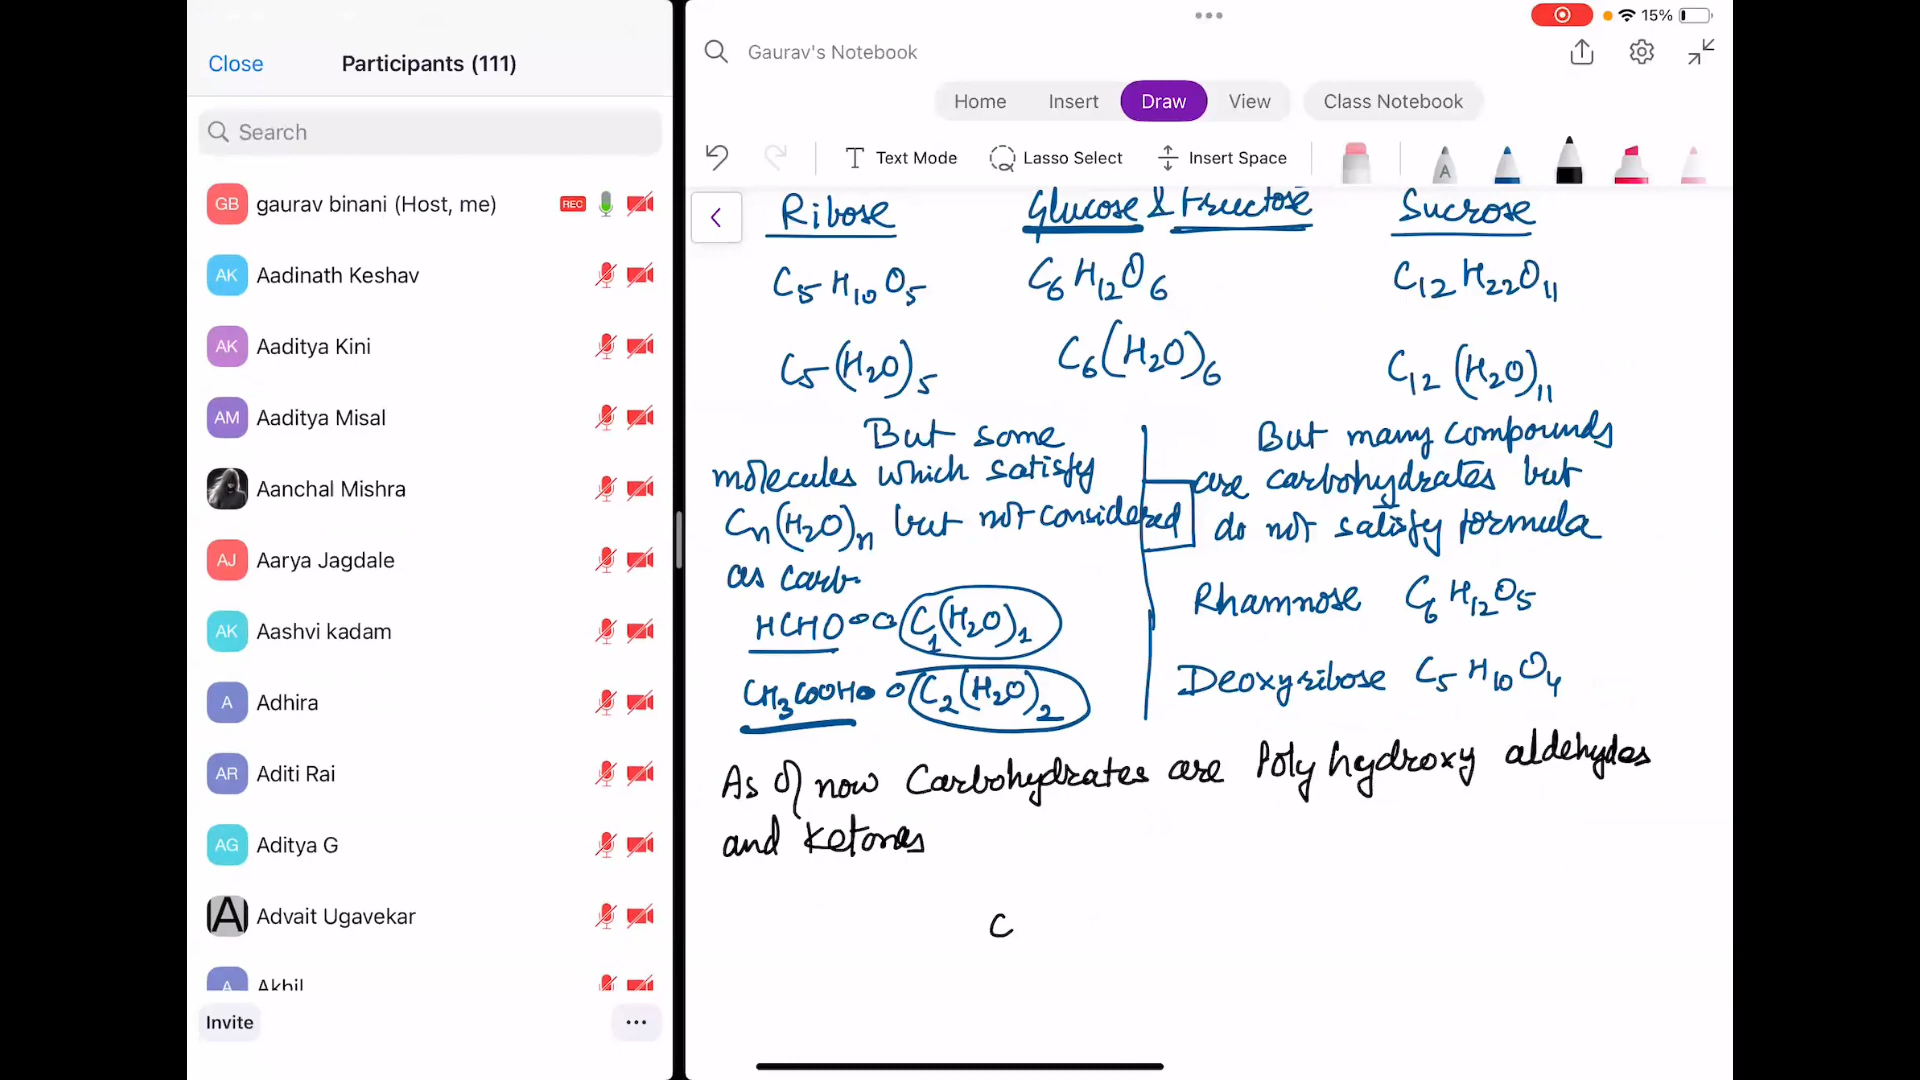 Close
Participants (111)
Search
GB gaurav binani (Host, me) REC
AK Aadinath Keshav
AK Aaditya Kini
AM Aaditya Misal
Aanchal Mishra
AJ Aarya Jagdale
AK Aashvi kadam
A Adhira
AR Aditi Rai
AG Aditya G
A Advait Ugavekar
A Akhil
Invite
15%
Gaurav's Notebook
Home Insert Draw View Class Notebook
Text Mode Lasso Select Insert Space
Ribose Glucose & Fructose Sucrose
C₅H₁₀O₅ C₆H₁₂O₆ C₁₂H₂₂O₁₁
C₅(H₂O)₅ C₆(H₂O)₆ C₁₂(H₂O)₁₁
But some
molecules which satisfy
Cₙ(H₂O)ₙ but not considered
as carb.
HCHO C₁(H₂O)₁
CH₃COOH C₂(H₂O)₂
But many compounds
are carbohydrates but
do not satisfy formula
Rhamnose C₆H₁₂O₅
Deoxyribose C₅H₁₀O₄
As of now Carbohydrates are Poly hydroxy aldehydes
and Ketones
C